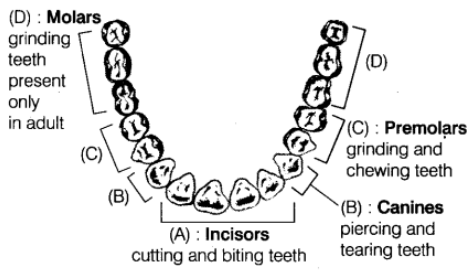 (D) : Molars
grinding
teeth
present
only
in adult
(C)
(B)
(D)
(C) : Premolars
grinding and
chewing teeth
(B) : Canines
piercing and
tearing teeth
(A) : Incisors
cutting and biting teeth